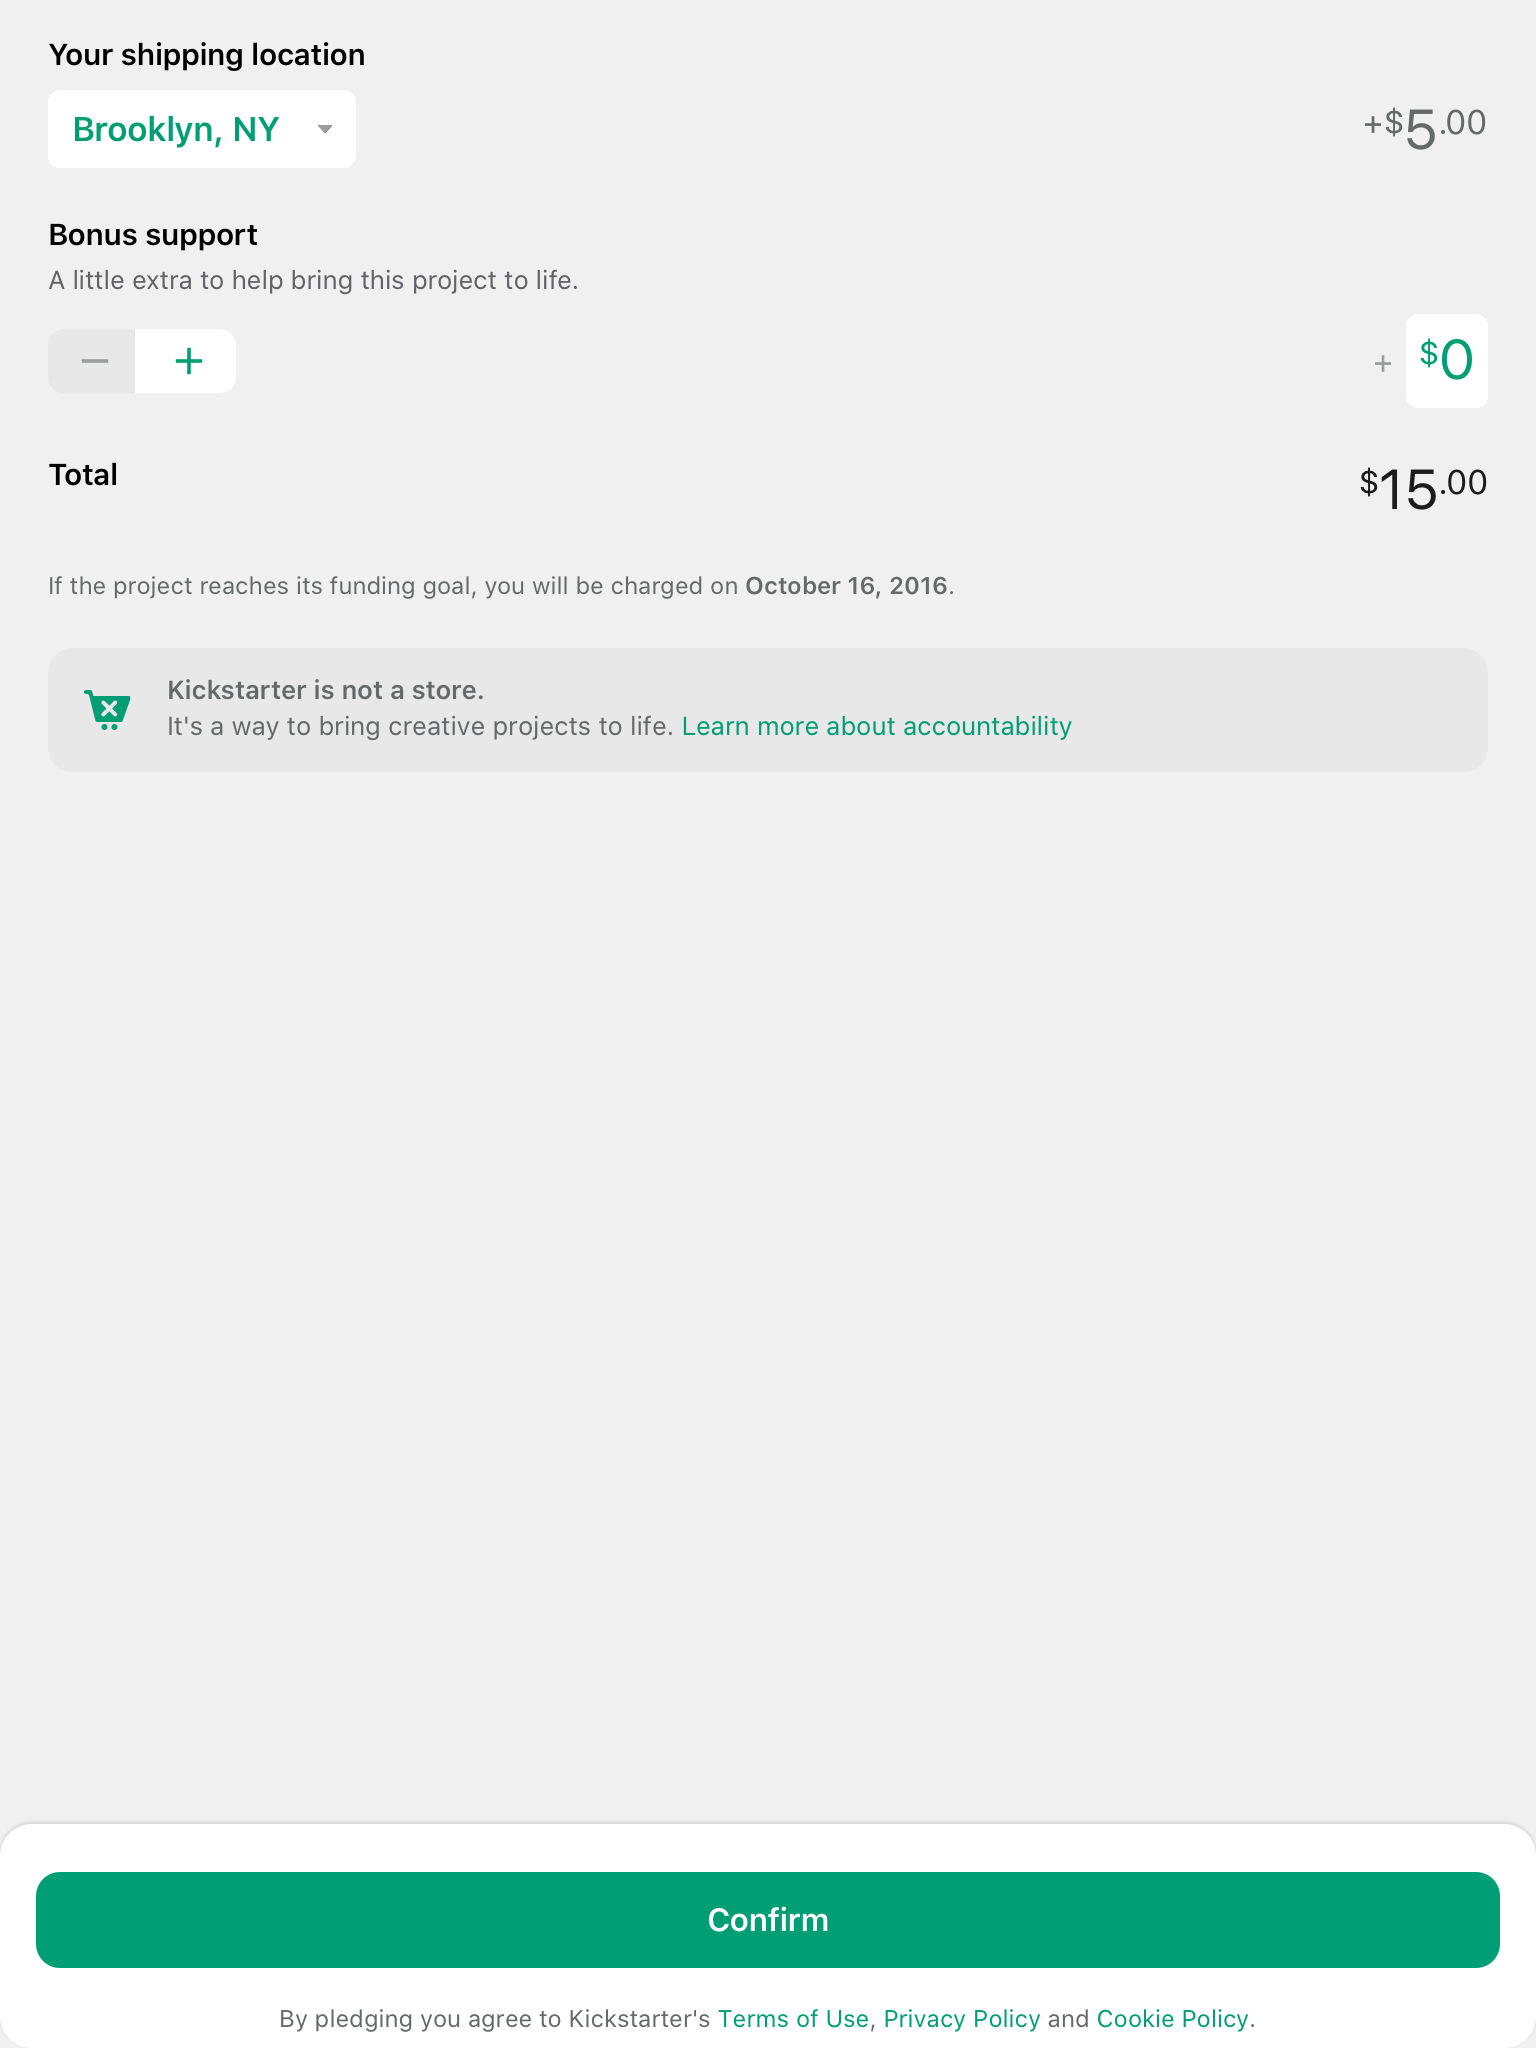 Your shipping location
Brooklyn, NY
+$5.00
Bonus support
A little extra to help bring this project to life.
+ $0
Total
$15.00
If the project reaches its funding goal, you will be charged on October 16, 2016.
Kickstarter is not a store.
It's a way to bring creative projects to life. Learn more about accountability
Confirm
By pledging you agree to Kickstarter's Terms of Use, Privacy Policy and Cookie Policy.